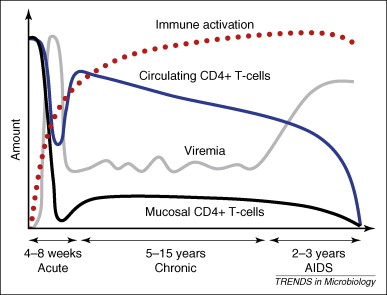 Immune activation
Circulating CD4+ T-cells
Viremia
Mucosal CD4+ T-cells
Amount
4–8 weeks
Acute
5–15 years
Chronic
2–3 years
AIDS
TRENDS in Microbiology